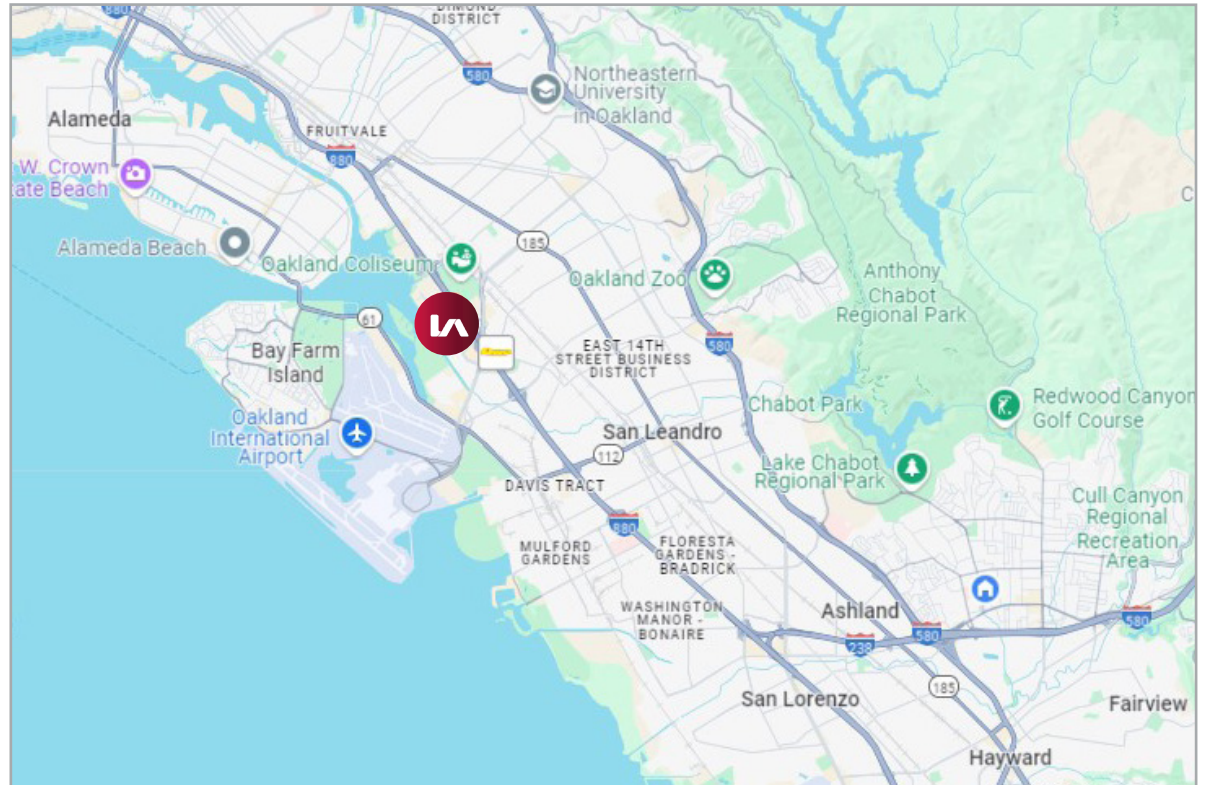 880
DIMOND
DISTRICT
580
Northeastern
University
in Oakland
Alameda
FRUITVALE
880
W. Crown
ate Beach
185
Alameda Beach
Oakland Coliseum
Oakland Zoo
Anthony
Chabot
Regional Park
C
61
Bay Farm
Island
EAST 14TH
STREET BUSINESS
DISTRICT
580
Chabot Park
Redwood Canyon
Golf Course
Oakland
International
Airport
San Leandro
112
Lake Chabot
Regional Park
DAVIS TRACT
Cull Canyon
Regional
Recreation
Area
880
MULFORD
GARDENS
FLORESTA
GARDENS -
BRADRICK
WASHINGTON
MANOR -
BONAIRE
Ashland
580
580
238
185
San Lorenzo
Fairview
Hayward